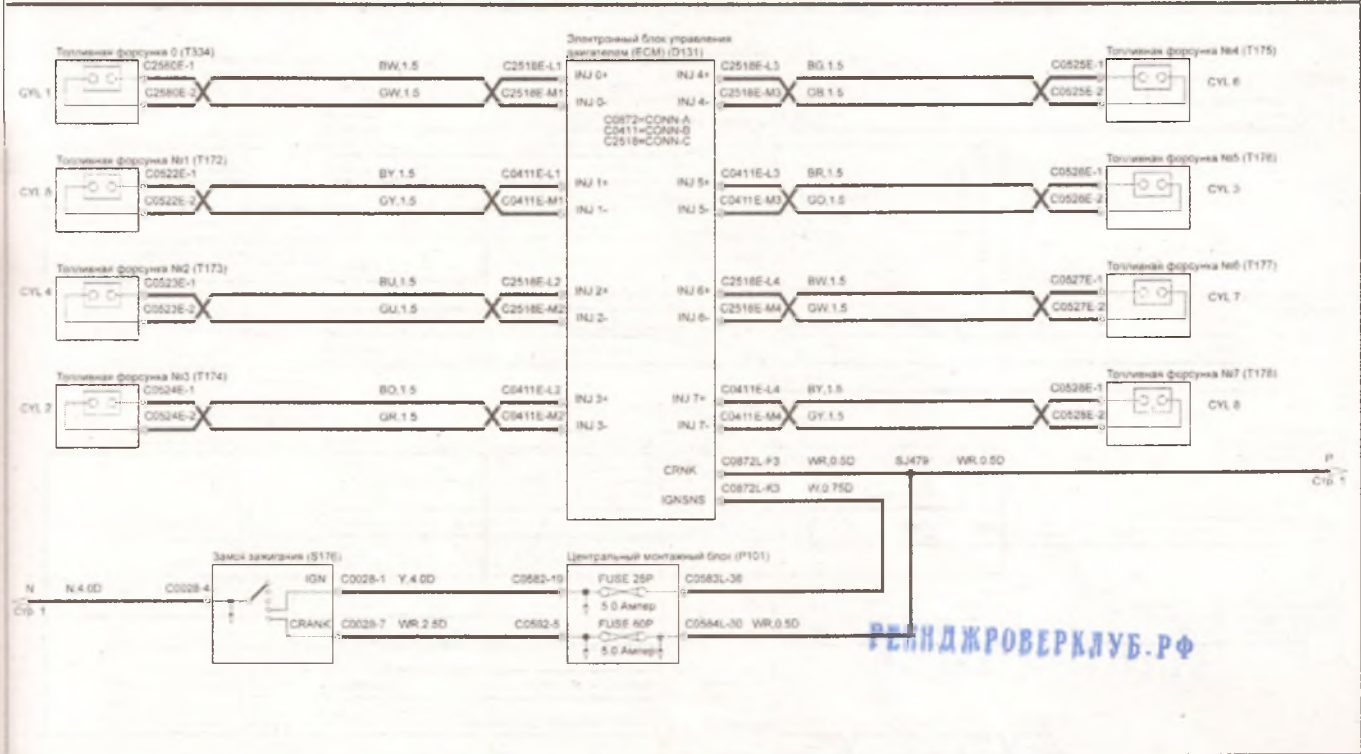 Топливная форсунка 0 (T534)
CYL 1
C2580E-1
C2580E-2
BW,1.5
GW,1.5
C2518E-L1
C2518E-M1
Топливная форсунка №1 (T172)
C0522E-1
C0522E-2
BY,1.5
GY,1.5
C0411E-L1
C0411E-M1
Топливная форсунка №2 (T173)
CYL 4
C0523E-1
C0523E-2
BU,1.5
GU,1.5
C2518E-L2
C2518E-M2
Топливная форсунка №3 (T174)
CYL 2
C0524E-1
C0524E-2
BO,1.5
GR,1.5
C0411E-L2
C0411E-M2
Электронный блок управления
двигателем (ECM) (D131)
INJ 0+
INJ 4+
INJ 0-
INJ 4-
C0872=CONN-A
C0411=CONN-B
C2518=CONN-C
INJ 1+
INJ 5+
INJ 1-
INJ 5-
INJ 2+
INJ 6+
INJ 2-
INJ 6-
INJ 3+
INJ 7+
INJ 3-
INJ 7-
CRNK
IGNSNS
C2518E-L3
C2518E-M3
BG,1.5
C0525E-1
C0525E-2
Топливная форсунка №4 (T175)
CYL 6
C0411E-L3
C0411E-M3
BR,1.5
GO,1.5
C0526E-1
C0526E-2
Топливная форсунка №5 (T176)
CYL 3
C2518E-L4
C2518E-M4
BW,1.5
GW,1.5
C0527E-1
C0527E-2
Топливная форсунка №6 (T177)
CYL 7
C0411E-L4
C0411E-M4
BY,1.5
GY,1.5
C0528E-1
C0528E-2
Топливная форсунка №7 (T178)
CYL 8
C0872L-F3
WR,0.5D
SJ479
WR,0.5D
P
Стр. 1
C0872L-K3
W,0.75D
N
Стр. 1
N,4.0D
C0028-4
Замок зажигания (S176)
IGN
CRANK
C0028-1
Y,4.0D
C0582-19
C0028-7
WR,2.5D
C0582-5
Центральный монтажный блок (P101)
FUSE 25P
5.0 Ампер
FUSE 60P
5.0 Ампер
C0583L-36
C0584L-30
WR,0.5D
РЕНДЖРОВЕРКЛУБ.РФ